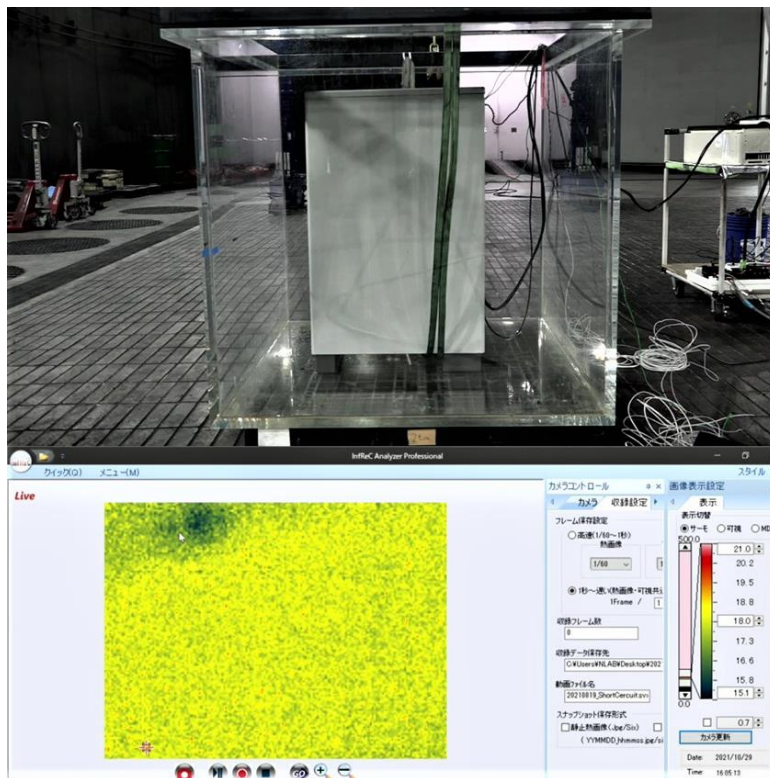 2cm
InfReC Analyzer Professional
InfReC
クイック(Q) メニュー(M) スタイル
Live
カメラコントロール
カメラ 収録設定
フレーム保存設定
高速(1/60～1秒)
熱画像
1/60
1秒～遅い(熱画像・可視共
1Frame / 1
収録フレーム数
0
収録データ保存先
C:¥Users¥NLAB¥Desktop¥202
動画ファイル名
20210819_ShortCercuit.svx
スナップショット保存形式
静止熱画像(.jpe/Six)
(YYMMDD_hhmmss.jpe/si
画像表示設定
表示
表示切替
サーモ 可視 MD
500.0
21.0
20.2
19.5
18.8
18.0
17.3
16.6
15.8
15.1
0.0
0.7
カメラ更新
Date: 2021/10/29
Time: 16:05:13
GO